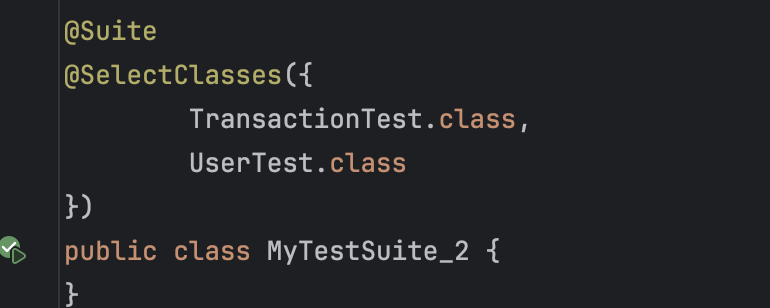 @Suite
@SelectClasses({
        TransactionTest.class,
        UserTest.class
})
public class MyTestSuite_2 {
}